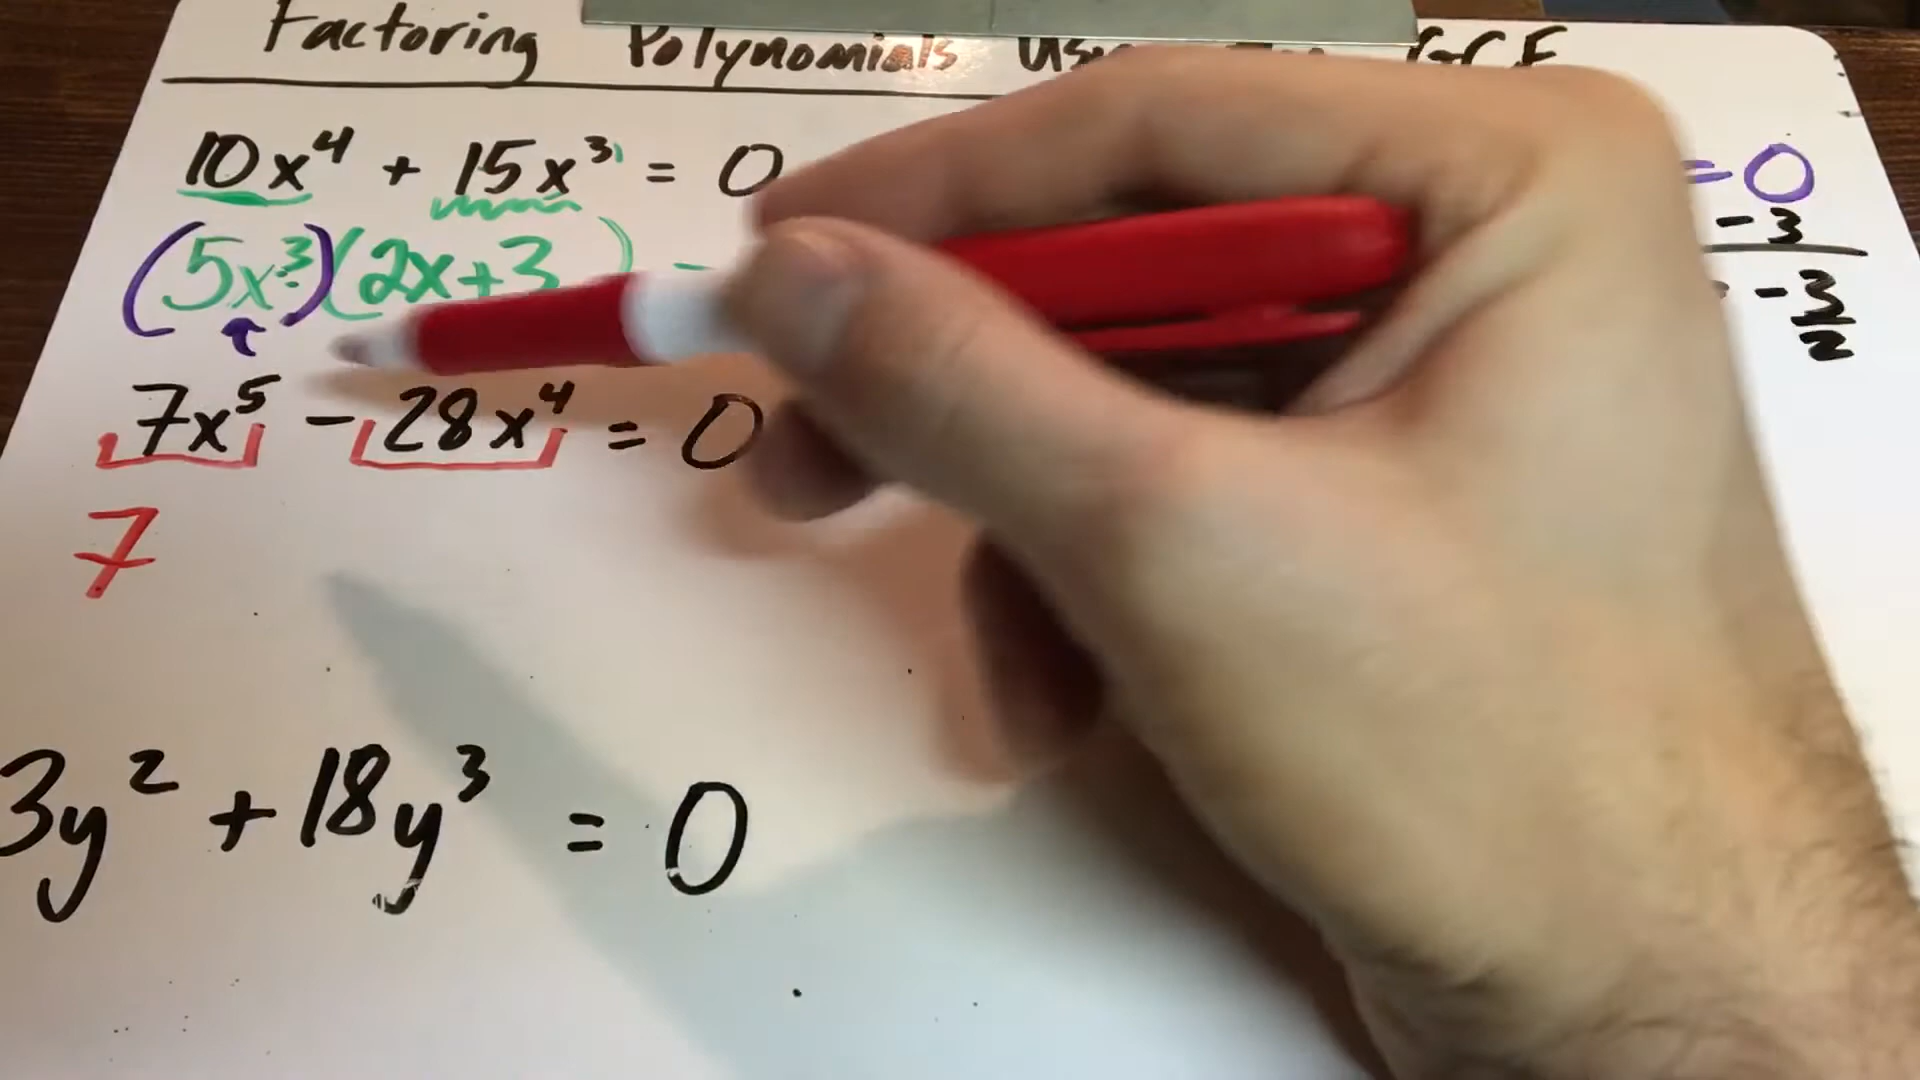 Factoring Polynomials GCF
10x⁴ + 15x³ = 0
(5x³)(2x+3) = 0
-3
-3
2
7x⁵ - 28x⁴ = 0
7
3y² + 18y³ = 0